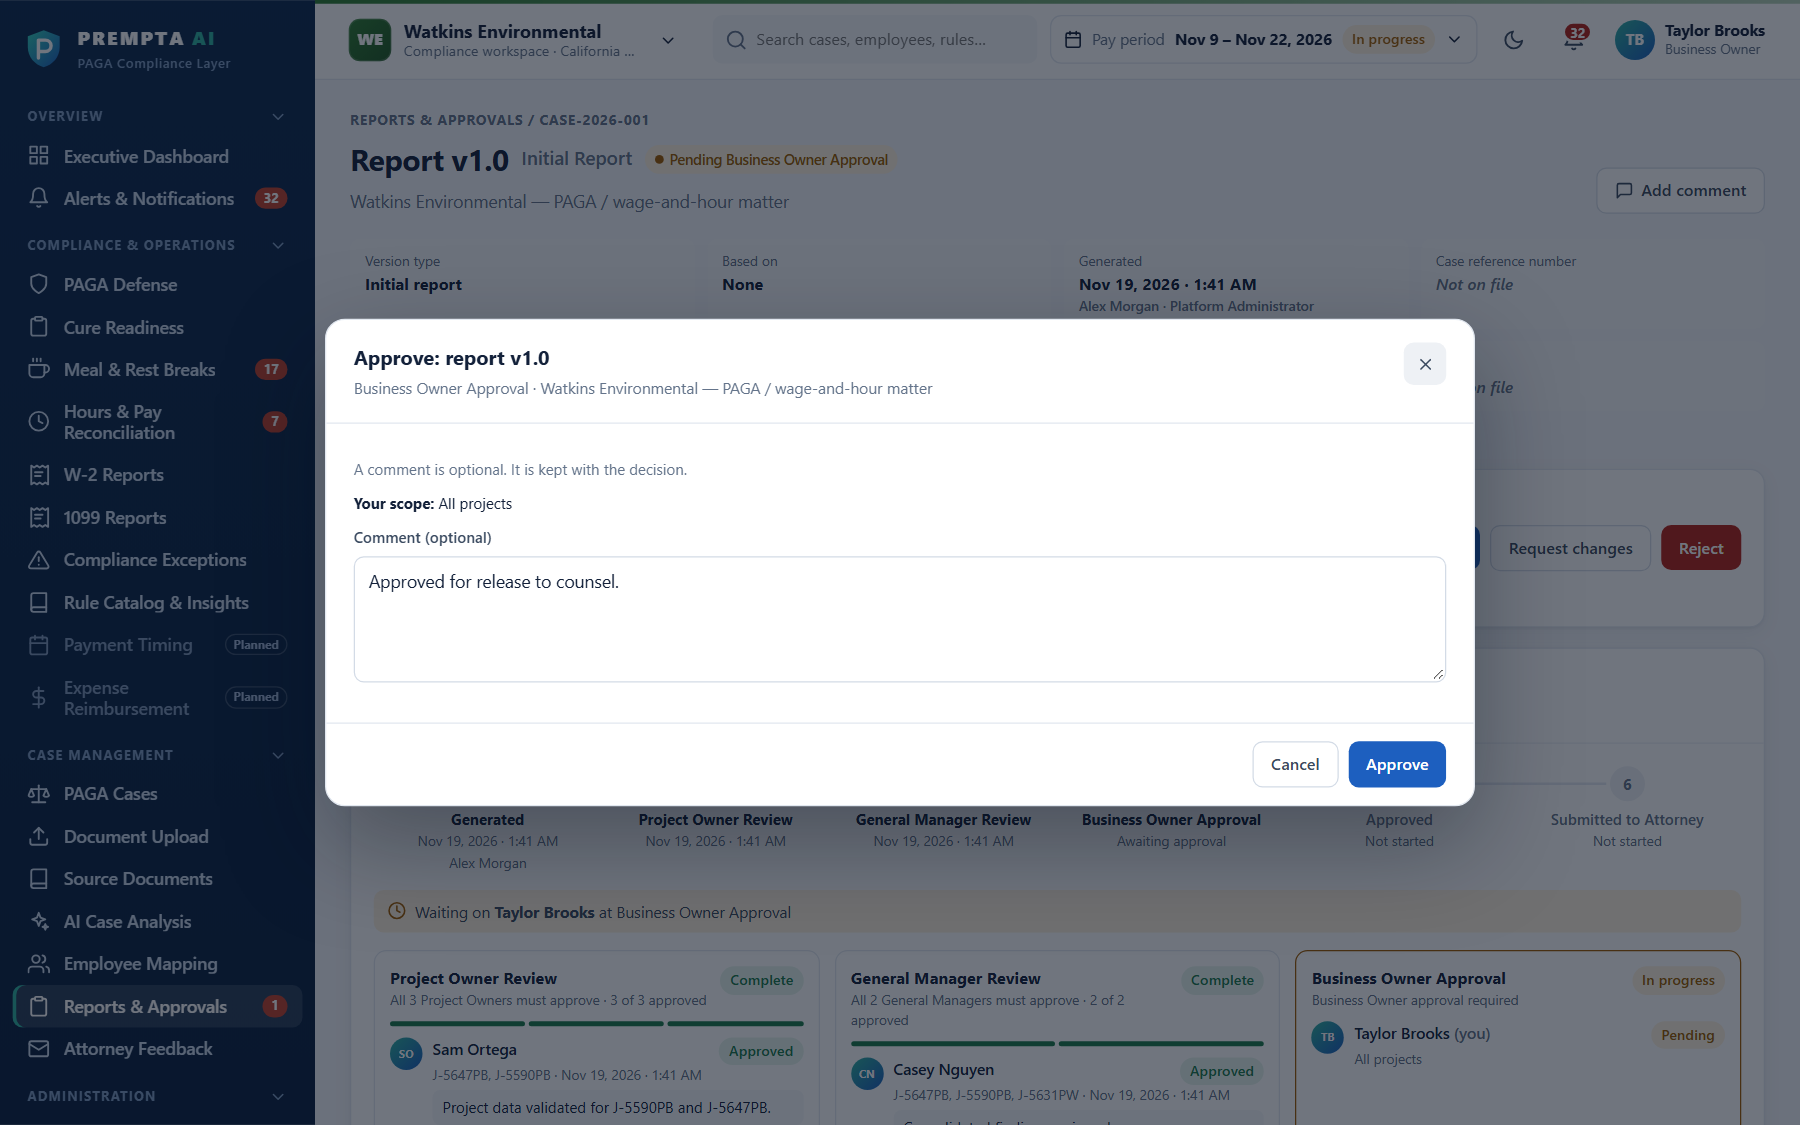 PREMPTA AI
PAGA Compliance Layer
OVERVIEW
Executive Dashboard
Alerts & Notifications 32
COMPLIANCE & OPERATIONS
PAGA Defense
Cure Readiness
Meal & Rest Breaks 17
Hours & Pay
Reconciliation 7
W-2 Reports
1099 Reports
Compliance Exceptions
Rule Catalog & Insights
Payment Timing Planned
Expense
Reimbursement Planned
CASE MANAGEMENT
PAGA Cases
Document Upload
Source Documents
AI Case Analysis
Employee Mapping
Reports & Approvals 1
Attorney Feedback
ADMINISTRATION
WE Watkins Environmental
Compliance workspace · California ...
Search cases, employees, rules...
Pay period Nov 9 – Nov 22, 2026 In progress
32
TB Taylor Brooks
Business Owner
REPORTS & APPROVALS / CASE-2026-001
Report v1.0 Initial Report Pending Business Owner Approval
Watkins Environmental — PAGA / wage-and-hour matter
Add comment
Version type
Initial report
Based on
None
Generated
Nov 19, 2026 · 1:41 AM
Alex Morgan · Platform Administrator
Case reference number
Not on file
Approve: report v1.0
Business Owner Approval · Watkins Environmental — PAGA / wage-and-hour matter
A comment is optional. It is kept with the decision.
Your scope: All projects
Comment (optional)
Approved for release to counsel.
Cancel Approve
n file
Request changes Reject
6
Generated
Nov 19, 2026 · 1:41 AM
Alex Morgan
Project Owner Review
Nov 19, 2026 · 1:41 AM
General Manager Review
Nov 19, 2026 · 1:41 AM
Business Owner Approval
Awaiting approval
Approved
Not started
Submitted to Attorney
Not started
Waiting on Taylor Brooks at Business Owner Approval
Project Owner Review Complete
All 3 Project Owners must approve · 3 of 3 approved
SO Sam Ortega Approved
J-5647PB, J-5590PB · Nov 19, 2026 · 1:41 AM
Project data validated for J-5590PB and J-5647PB.
General Manager Review Complete
All 2 General Managers must approve · 2 of 2
approved
CN Casey Nguyen Approved
J-5647PB, J-5590PB, J-5631PW · Nov 19, 2026 · 1:41 AM
Business Owner Approval In progress
Business Owner approval required
TB Taylor Brooks (you) Pending
All projects